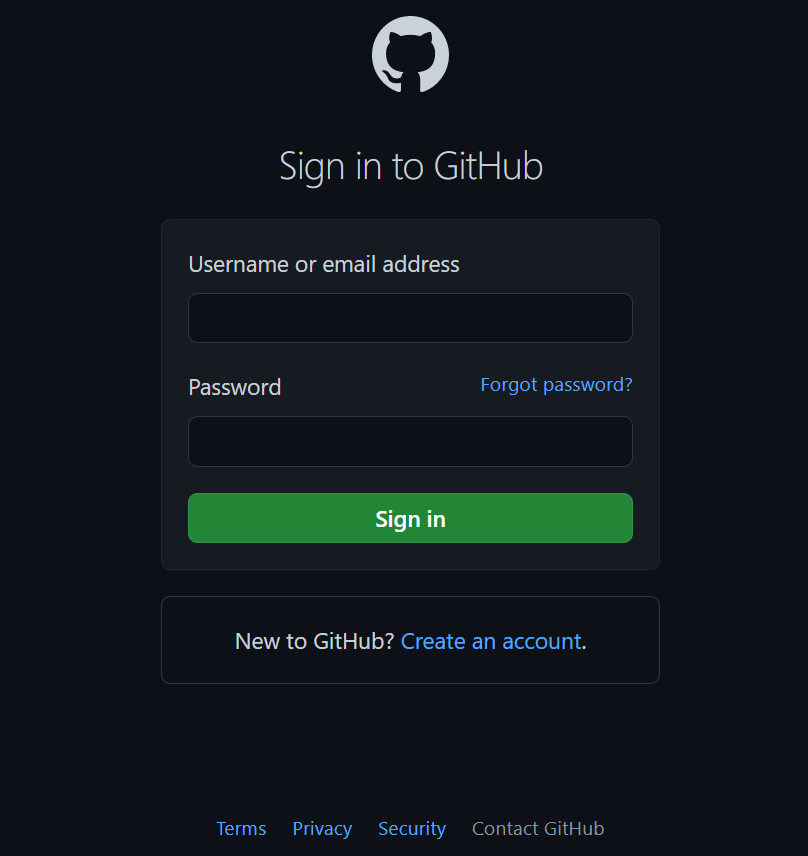 Sign in to GitHub
Username or email address
Password Forgot password?
Sign in
New to GitHub? Create an account.
Terms Privacy Security Contact GitHub